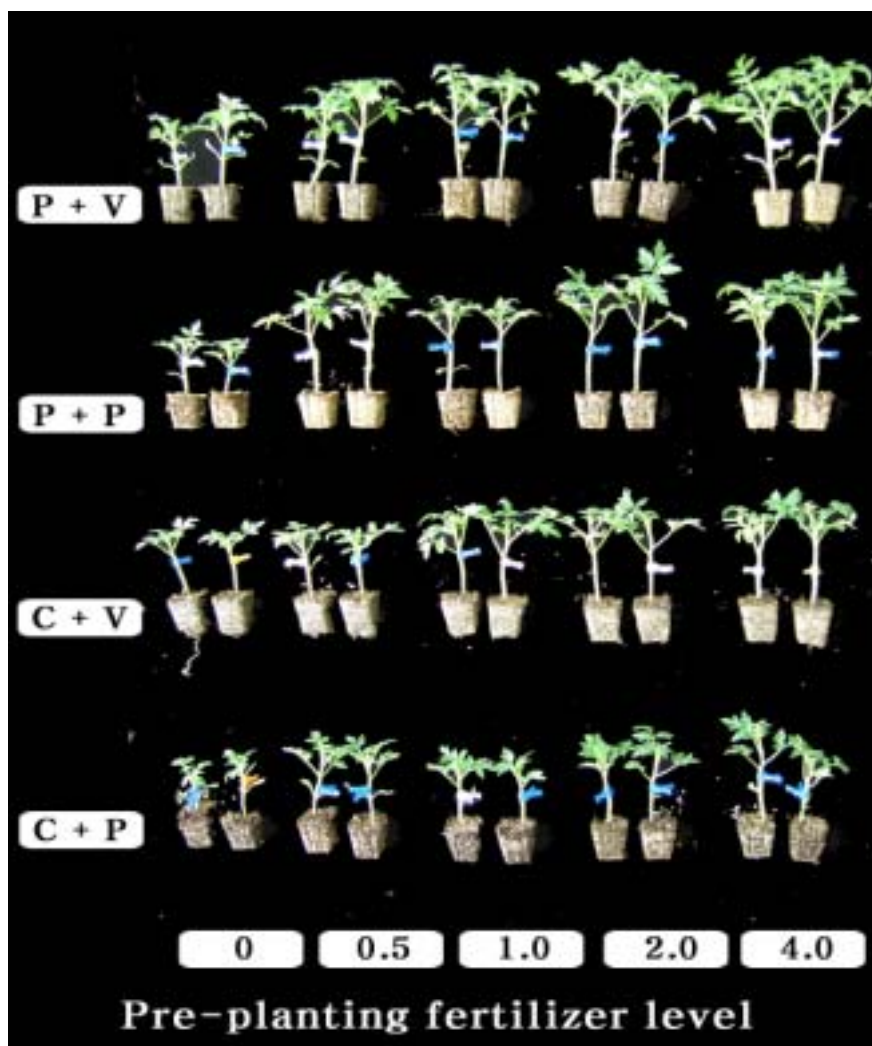 P + V
P + P
C + V
C + P
0 0.5 1.0 2.0 4.0
Pre-planting fertilizer level